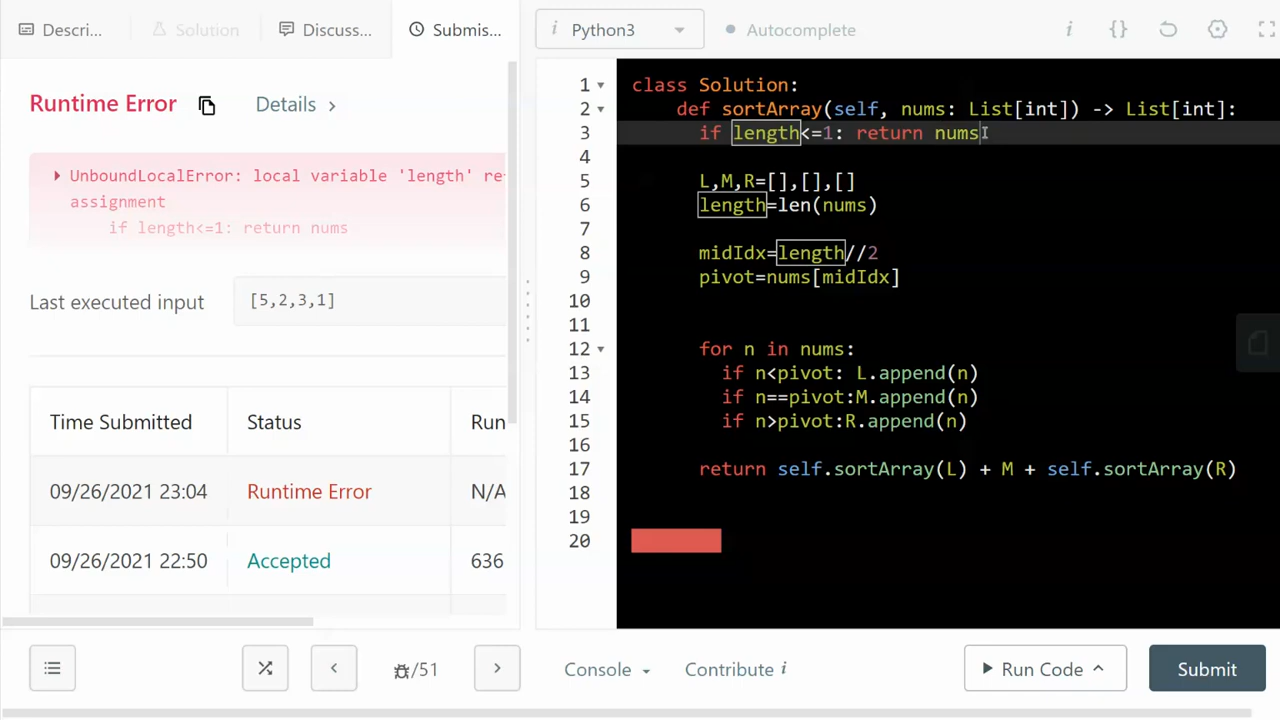 Descri...
Solution
Discuss...
Submis...
Runtime Error
Details
UnboundLocalError: local variable 'length' re
assignment
if length<=1: return nums
Last executed input
[5,2,3,1]
Time Submitted Status Run
09/26/2021 23:04 Runtime Error N/A
09/26/2021 22:50 Accepted 636
/51
i Python3
Autocomplete
i {}
1 class Solution:
2 def sortArray(self, nums: List[int]) -> List[int]:
3 if length<=1: return nums
4
5 L,M,R=[],[],[]
6 length=len(nums)
7
8 midIdx=length//2
9 pivot=nums[midIdx]
10
11
12 for n in nums:
13 if n<pivot: L.append(n)
14 if n==pivot:M.append(n)
15 if n>pivot:R.append(n)
16
17 return self.sortArray(L) + M + self.sortArray(R)
18
19
20
Console
Contribute i
Run Code
Submit